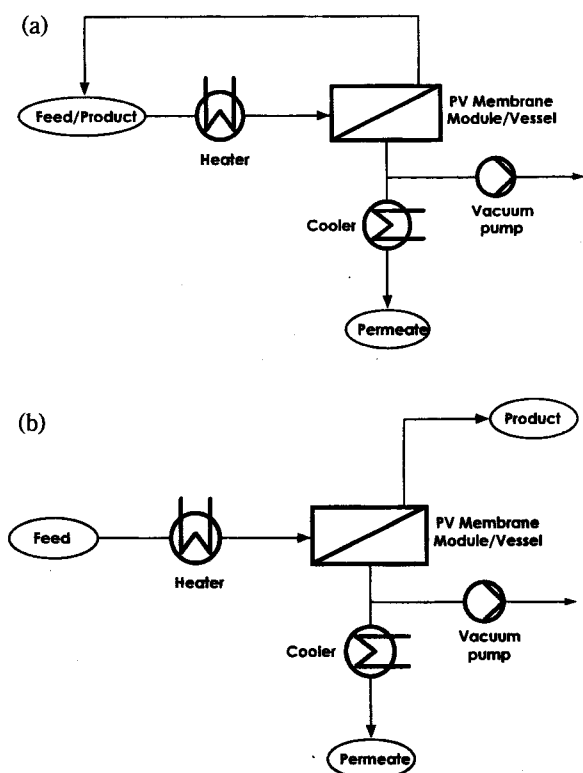 (a)
Feed/Product
Heater
PV Membrane
Module/Vessel
Cooler
Vacuum
pump
Permeate
(b)
Product
Feed
Heater
PV Membrane
Module/Vessel
Cooler
Vacuum
pump
Permeate